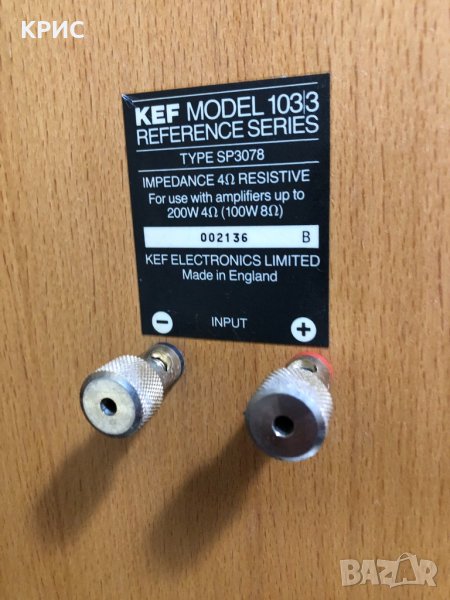 КРИС
KEF MODEL 103/3
REFERENCE SERIES
TYPE SP3078
IMPEDANCE 4Ω RESISTIVE
For use with amplifiers up to
200W 4Ω (100W 8Ω)
002136 B
KEF ELECTRONICS LIMITED
Made in England
− INPUT +
BAZAR